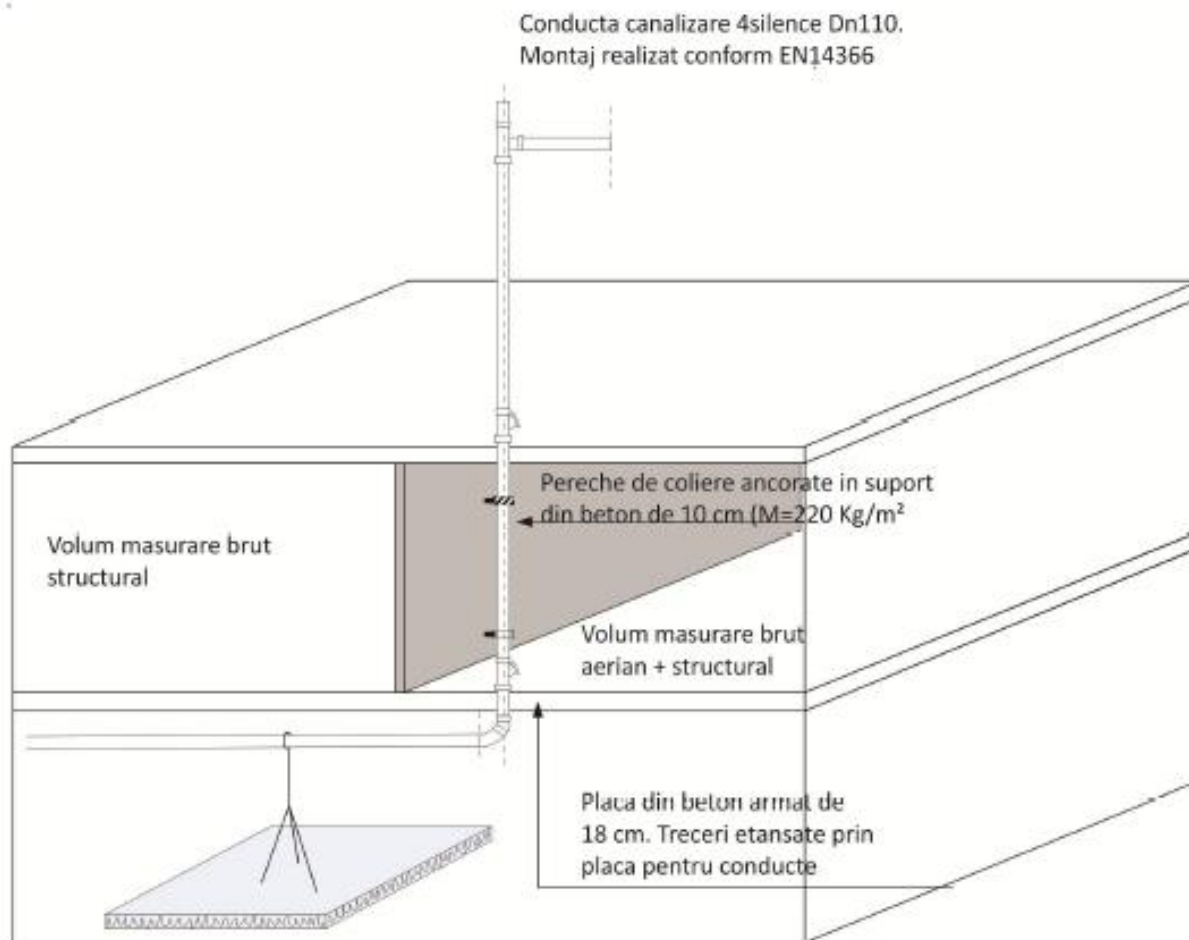 Conducta canalizare 4silence Dn110.
Montaj realizat conform EN14366
Pereche de coliere ancorate in suport
din beton de 10 cm (M=220 Kg/m²
Volum masurare brut
structural
Volum masurare brut
aerian + structural
Placa din beton armat de
18 cm. Treceri etansate prin
placa pentru conducte